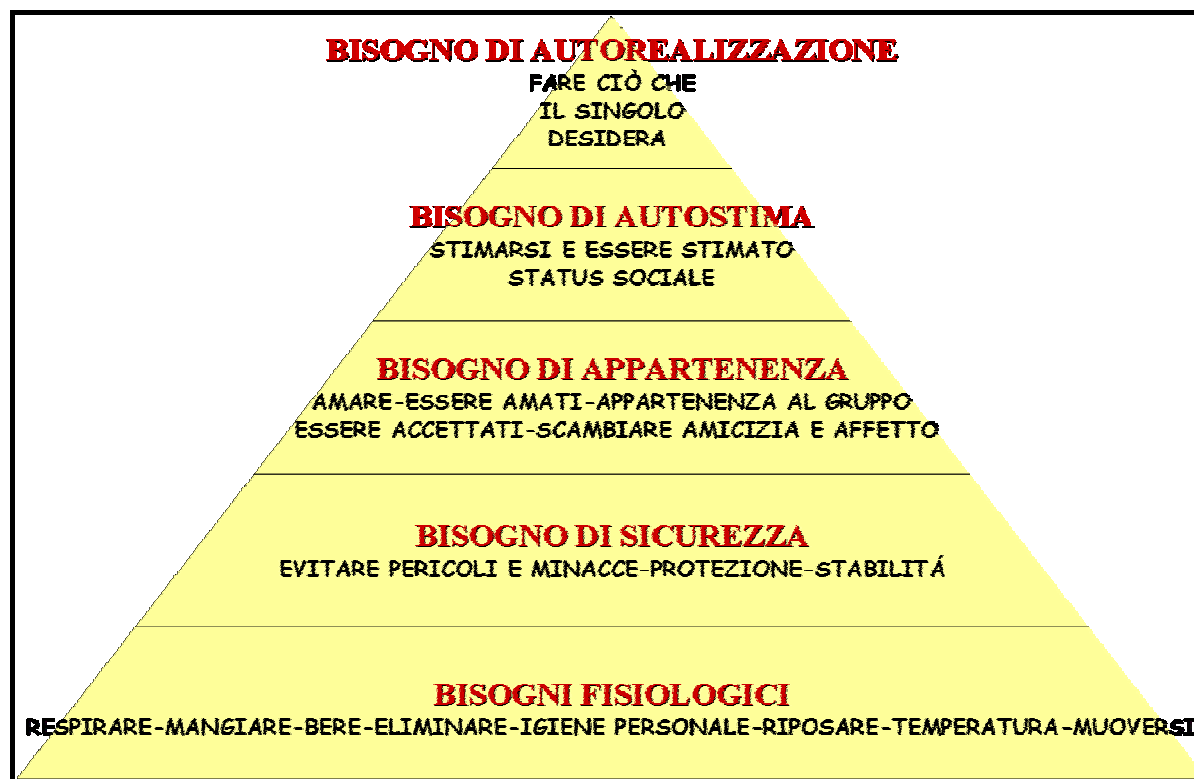 BISOGNO DI AUTOREALIZZAZIONE
FARE CIÒ CHE
IL SINGOLO
DESIDERA
BISOGNO DI AUTOSTIMA
STIMARSI E ESSERE STIMATO
STATUS SOCIALE
BISOGNO DI APPARTENENZA
AMARE-ESSERE AMATI-APPARTENENZA AL GRUPPO
ESSERE ACCETTATI-SCAMBIARE AMICIZIA E AFFETTO
BISOGNO DI SICUREZZA
EVITARE PERICOLI E MINACCE-PROTEZIONE-STABILITÁ
BISOGNI FISIOLOGICI
RESPIRARE-MANGIARE-BERE-ELIMINARE-IGIENE PERSONALE-RIPOSARE-TEMPERATURA-MUOVERSI